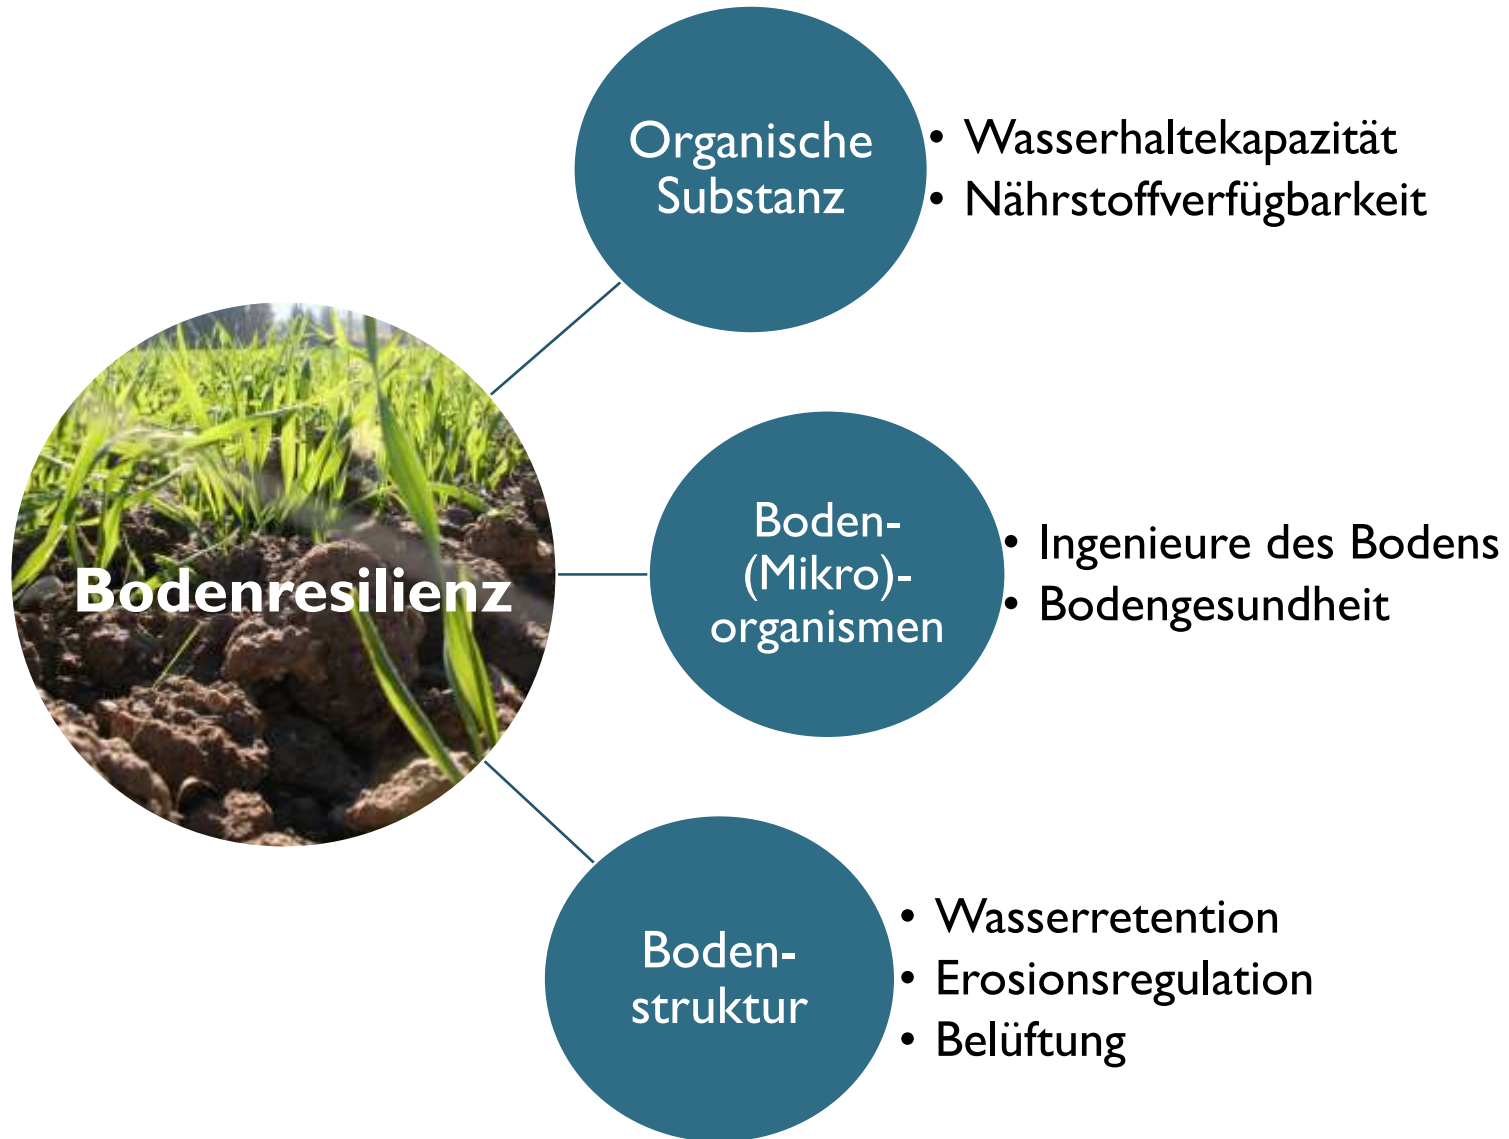 Organische
Substanz
• Wasserhaltekapazität
• Nährstoffverfügbarkeit
Bodenresilienz
Boden-
(Mikro)-
organismen
• Ingenieure des Bodens
• Bodengesundheit
Boden-
struktur
• Wasserretention
• Erosionsregulation
• Belüftung